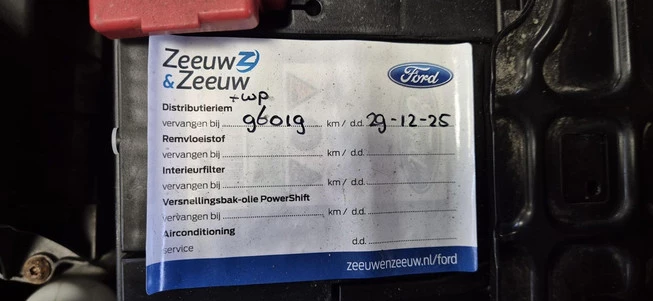 Zeeuw
& Zeeuw
Ford
+wp
Distributieriem
vervangen bij 96019 km / d.d. 29-12-25
Remvloeistof
vervangen bij km / d.d.
Interieurfilter
vervangen bij km / d.d.
Versnellingsbak-olie PowerShift
vervangen bij km / d.d.
Airconditioning
service d.d.
zeeuwenzeeuw.nl/ford